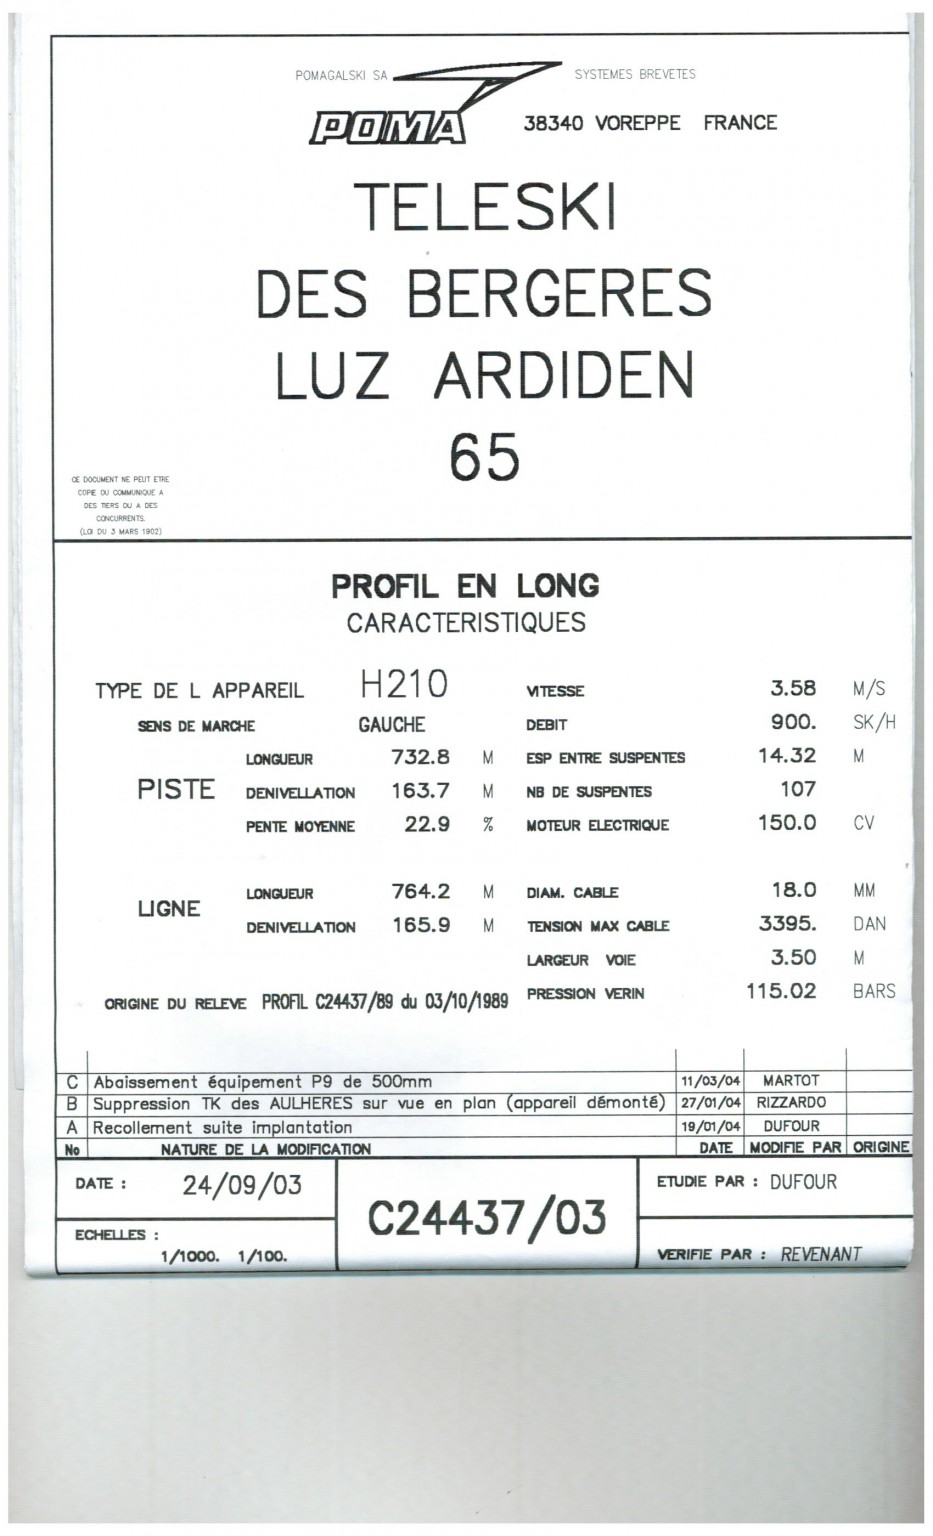 POMAGALSKI SA SYSTEMES BREVETES
POMA 38340 VOREPPE FRANCE
TELESKI
DES BERGERES
LUZ ARDIDEN
65
CE DOCUMENT NE PEUT ETRE
COPIE OU COMMUNIQUE A
DES TIERS OU A DES
CONCURRENTS.
(LOI DU 3 MARS 1902)
PROFIL EN LONG
CARACTERISTIQUES
TYPE DE L APPAREIL H210 VITESSE 3.58 M/S
SENS DE MARCHE GAUCHE DEBIT 900. SK/H
LONGUEUR 732.8 M ESP ENTRE SUSPENTES 14.32 M
PISTE DENIVELLATION 163.7 M NB DE SUSPENTES 107
PENTE MOYENNE 22.9 % MOTEUR ELECTRIQUE 150.0 CV
LONGUEUR 764.2 M DIAM. CABLE 18.0 MM
LIGNE DENIVELLATION 165.9 M TENSION MAX CABLE 3395. DAN
LARGEUR VOIE 3.50 M
ORIGINE DU RELEVE PROFIL C24437/89 du 03/10/1989 PRESSION VERIN 115.02 BARS
C Abaissement équipement P9 de 500mm 11/03/04 MARTOT
B Suppression TK des AULHERES sur vue en plan (appareil démonté) 27/01/04 RIZZARDO
A Recollement suite implantation 19/01/04 DUFOUR
No NATURE DE LA MODIFICATION DATE MODIFIE PAR ORIGINE
DATE : 24/09/03 C24437/03 ETUDIE PAR : DUFOUR
ECHELLES :
1/1000. 1/100. VERIFIE PAR : REVENANT